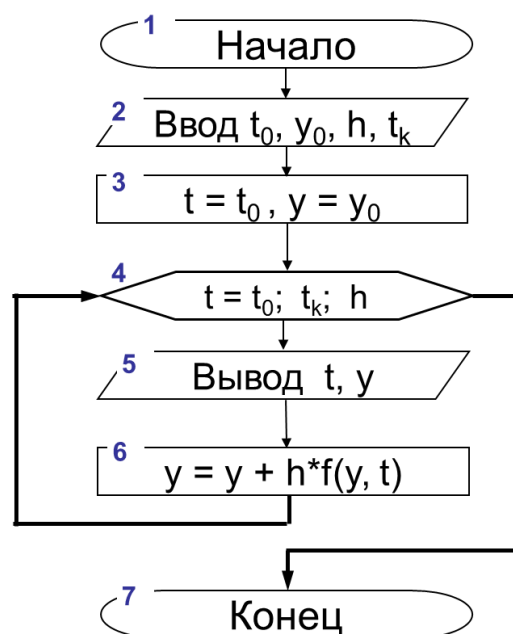 1
Начало
2
Ввод t₀, y₀, h, tₖ
3
t = t₀ , y = y₀
4
t = t₀; tₖ; h
5
Вывод t, y
6
y = y + h*f(y, t)
7
Конец